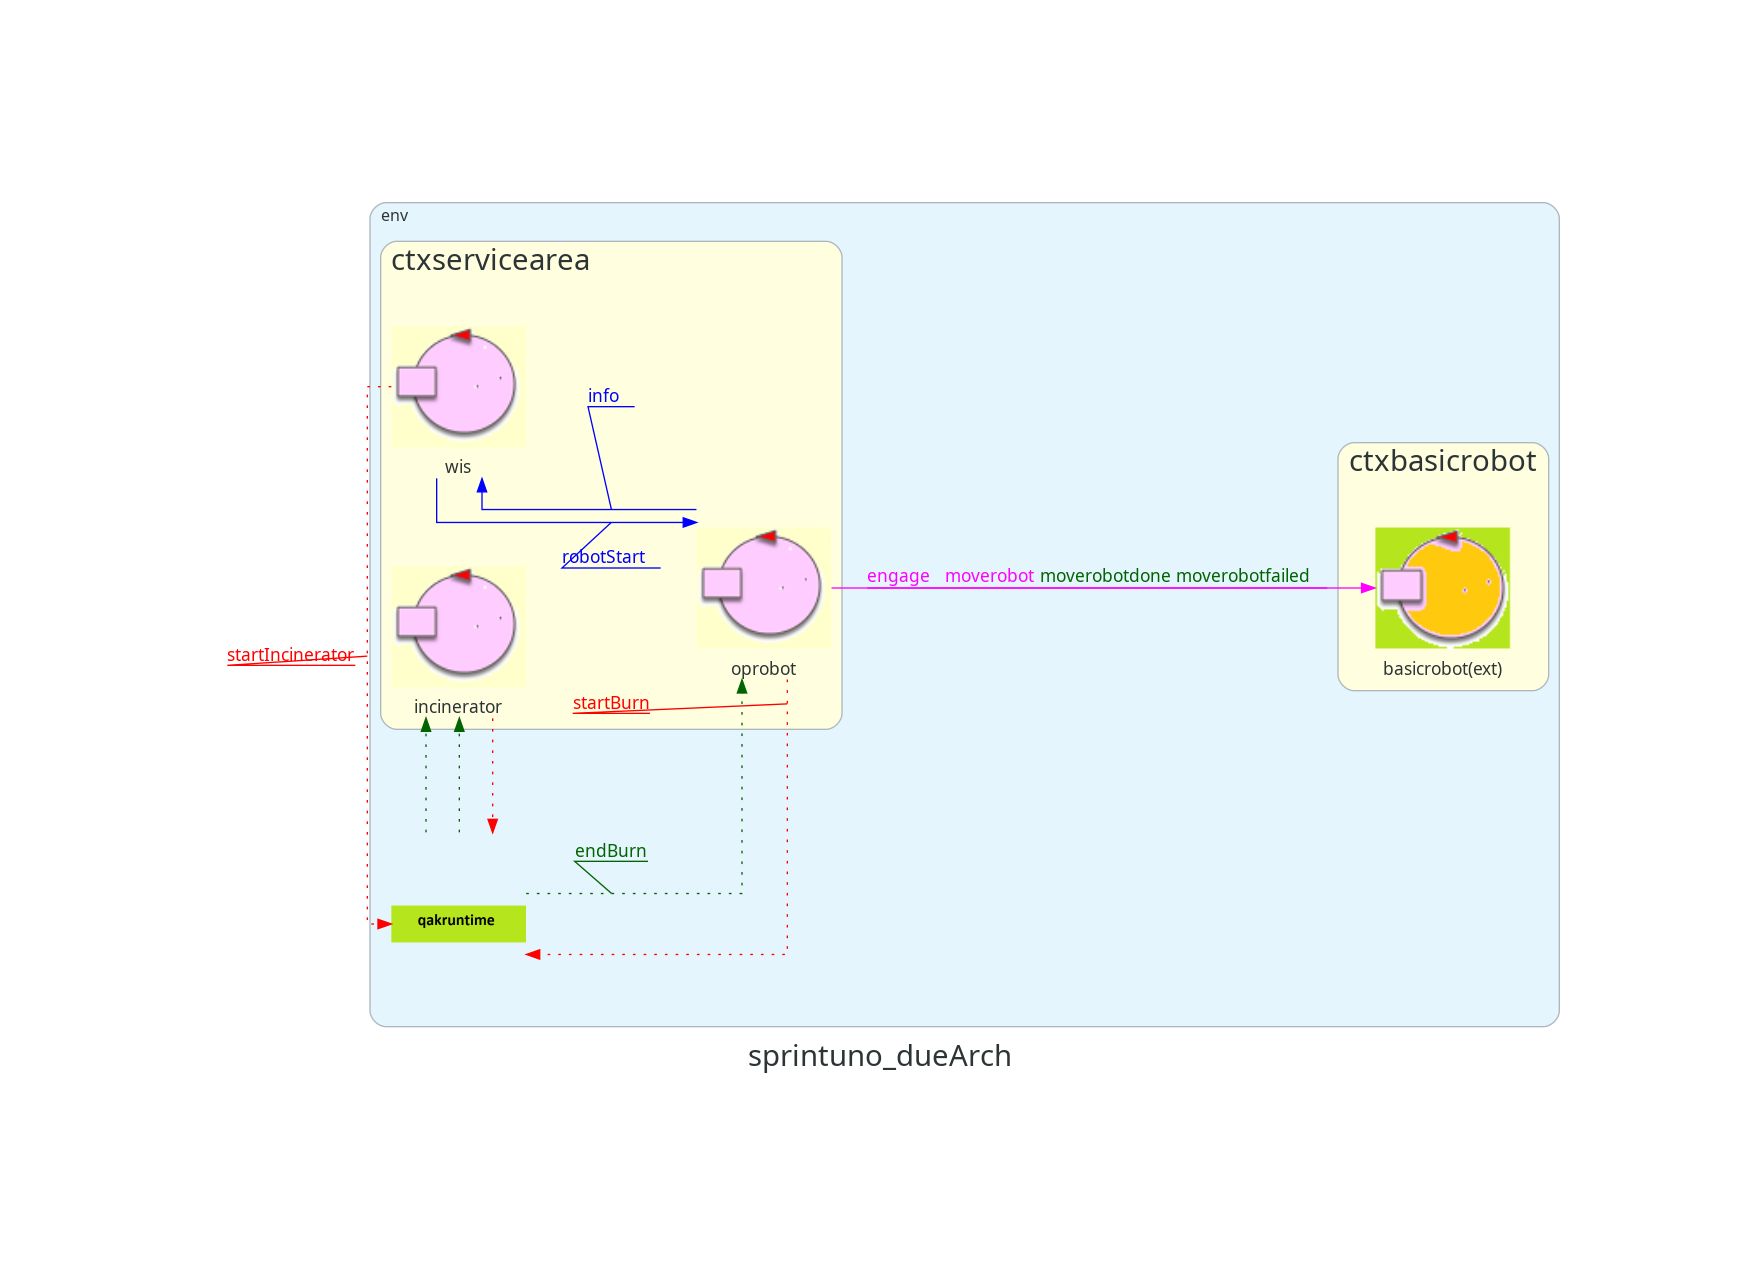 env
ctxservicearea
info
wis
ctxbasicrobot
robotStart
engage moverobot moverobotdone moverobotfailed
startIncinerator
oprobot
basicrobot(ext)
incinerator
startBurn
endBurn
qakruntime
sprintuno_dueArch